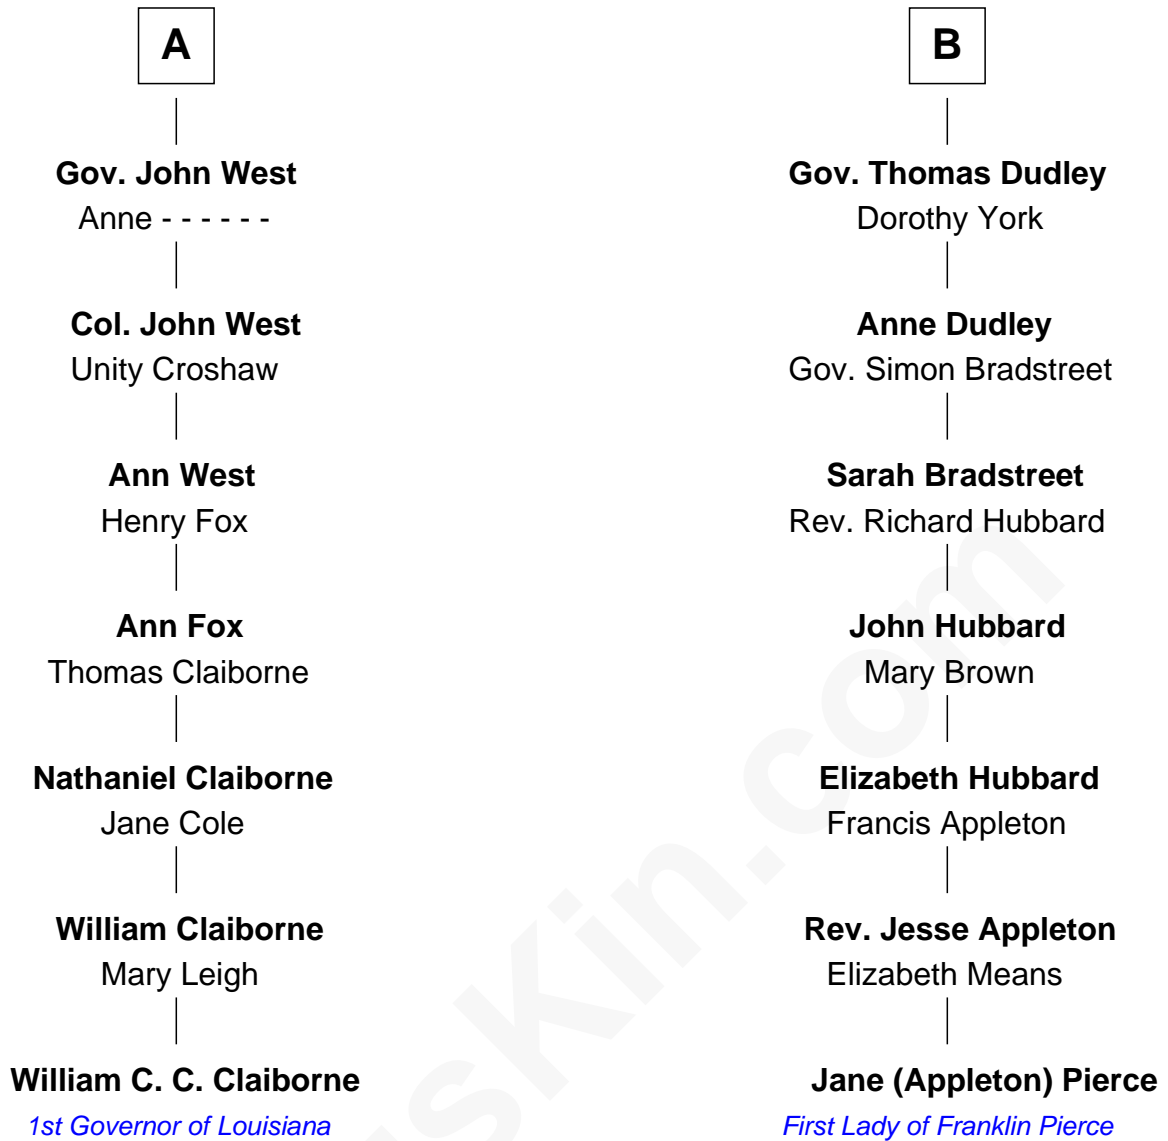 A
Gov. John West
Anne - - - - - -
Col. John West
Unity Croshaw
Ann West
Henry Fox
Ann Fox
Thomas Claiborne
Nathaniel Claiborne
Jane Cole
William Claiborne
Mary Leigh
William C. C. Claiborne
1st Governor of Louisiana
B
Gov. Thomas Dudley
Dorothy York
Anne Dudley
Gov. Simon Bradstreet
Sarah Bradstreet
Rev. Richard Hubbard
John Hubbard
Mary Brown
Elizabeth Hubbard
Francis Appleton
Rev. Jesse Appleton
Elizabeth Means
Jane (Appleton) Pierce
First Lady of Franklin Pierce